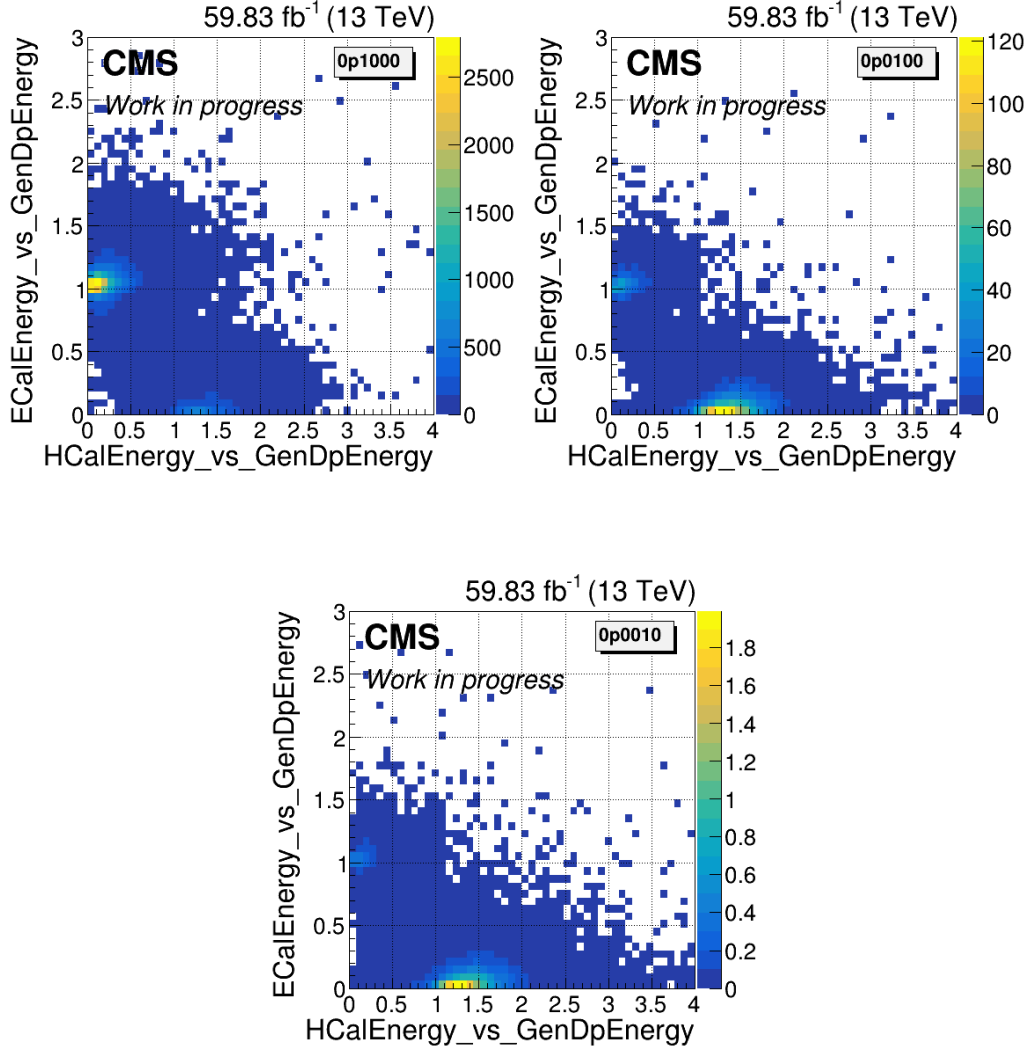 59.83 fb-1 (13 TeV)
CMS
0p1000
Work in progress
ECalEnergy_vs_GenDpEnergy
3
2.5
2
1.5
1
0.5
0
0 0.5 1 1.5 2 2.5 3 3.5 4
HCalEnergy_vs_GenDpEnergy
2500
2000
1500
1000
500
59.83 fb-1 (13 TeV)
CMS
0p0100
Work in progress
ECalEnergy_vs_GenDpEnergy
3
2.5
2
1.5
1
0.5
0
0 0.5 1 1.5 2 2.5 3 3.5 4
HCalEnergy_vs_GenDpEnergy
120
100
80
60
40
20
0
59.83 fb-1 (13 TeV)
CMS
0p0010
Work in progress
ECalEnergy_vs_GenDpEnergy
3
2.5
2
1.5
1
0.5
0
0 0.5 1 1.5 2 2.5 3 3.5 4
HCalEnergy_vs_GenDpEnergy
1.8
1.6
1.4
1.2
1
0.8
0.6
0.4
0.2
0